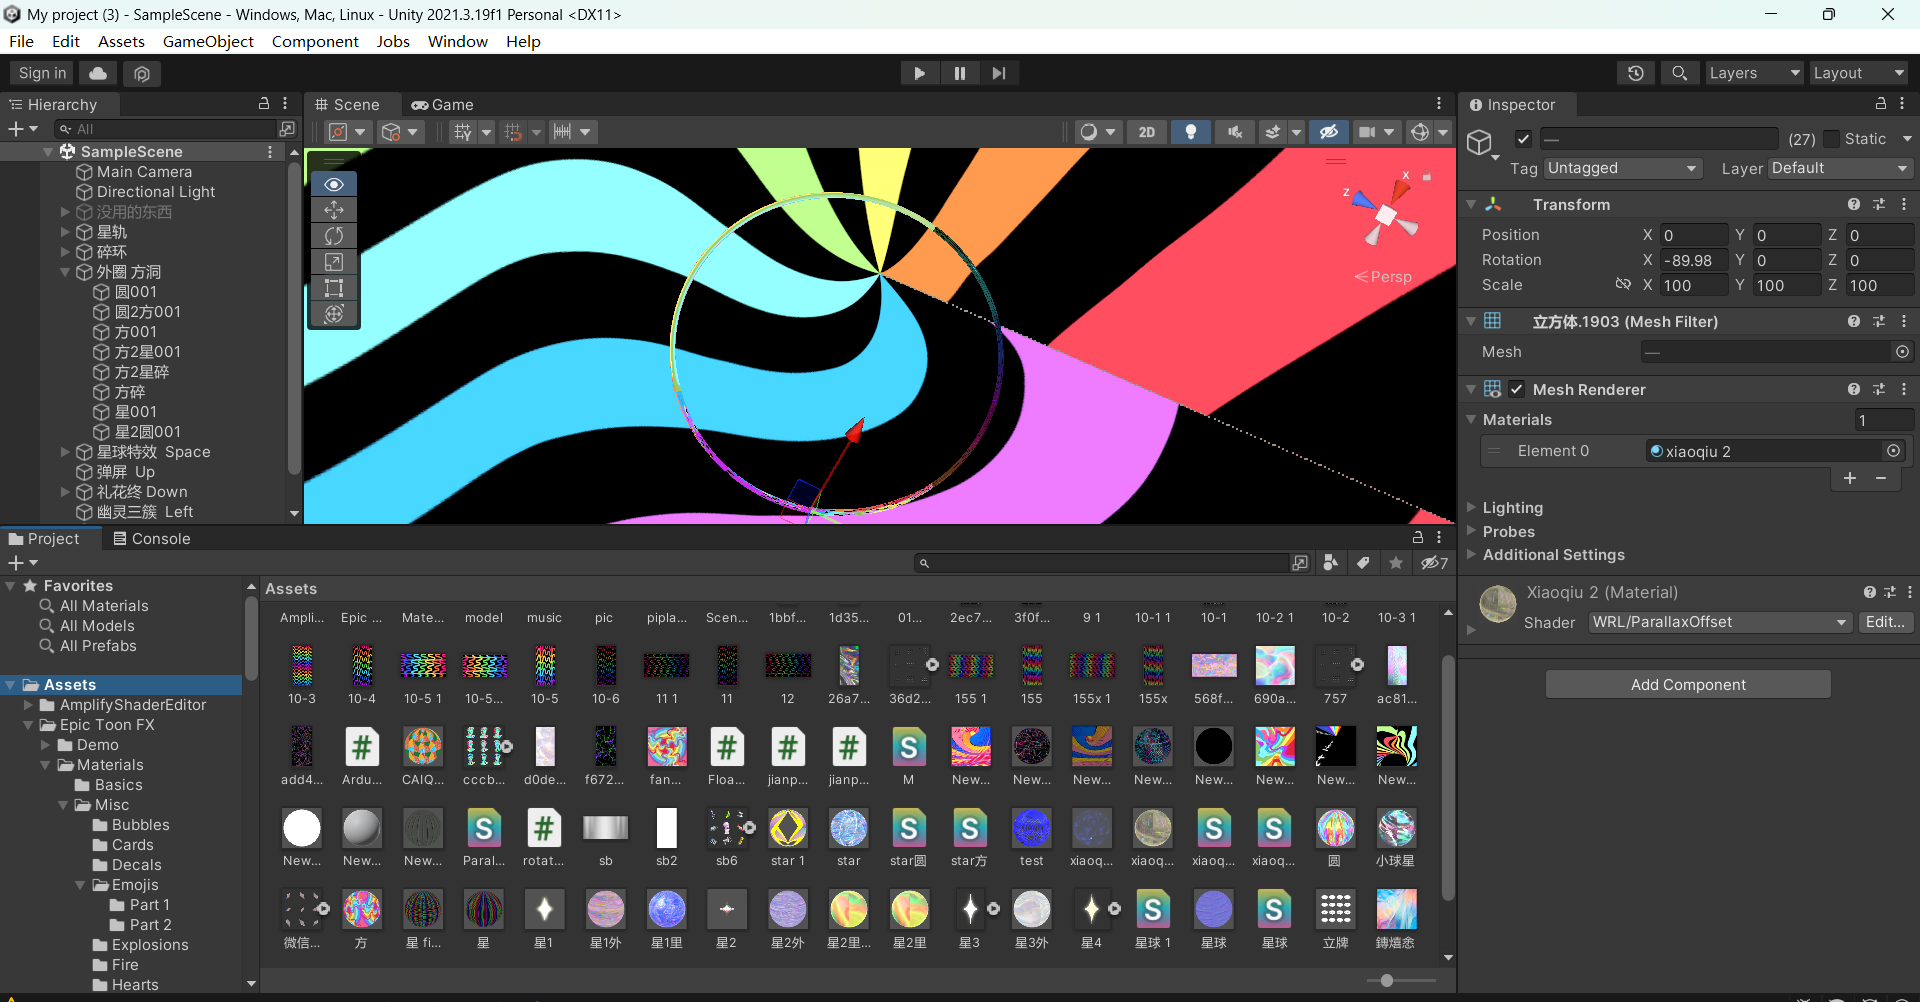 My project (3) - SampleScene - Windows, Mac, Linux - Unity 2021.3.19f1 Personal <DX11>
File Edit Assets GameObject Component Jobs Window Help
Sign in
Layers Layout
Hierarchy
All
SampleScene
Main Camera
Directional Light
没用的东西
星轨
碎环
外圈 方洞
圆001
圆2方001
方001
方2星001
方2星碎
方碎
星001
星2圆001
星球特效 Space
弹屏 Up
礼花终 Down
幽灵三簇 Left
Scene Game
2D
x
z
Persp
Inspector
— (27) Static
Tag Untagged Layer Default
Transform
Position X 0 Y 0 Z 0
Rotation X -89.98 Y 0 Z 0
Scale X 100 Y 100 Z 100
立方体.1903 (Mesh Filter)
Mesh —
Mesh Renderer
Materials 1
Element 0 xiaoqiu 2
Lighting
Probes
Additional Settings
Xiaoqiu 2 (Material)
Shader WRL/ParallaxOffset Edit...
Add Component
Project Console
7
Favorites
All Materials
All Models
All Prefabs
Assets
AmplifyShaderEditor
Epic Toon FX
Demo
Materials
Basics
Misc
Bubbles
Cards
Decals
Emojis
Part 1
Part 2
Explosions
Fire
Hearts
Assets
Ampli... Epic ... Mate... model music pic pipla... Scen... 1bbf... 1d35... 01... 2ec7... 3f0f... 9 1 10-1 1 10-1 10-2 1 10-2 10-3 1
10-3 10-4 10-5 1 10-5... 10-5 10-6 11 1 11 12 26a7... 36d2... 155 1 155 155x 1 155x 568f... 690a... 757 ac81...
add4... Ardu... CAIQ... cccb... d0de... f672... fan... Floa... jianp... jianp... M New... New... New... New... New... New... New... New...
New... New... New... Paral... rotat... sb sb2 sb6 star 1 star star圆 star方 test xiaoq... xiaoq... xiaoq... xiaoq... 圆 小球星
微信... 方 星 fi... 星 星1 星1外 星1里 星2 星2外 星2里... 星2里 星3 星3外 星4 星球 1 星球 星球 立牌